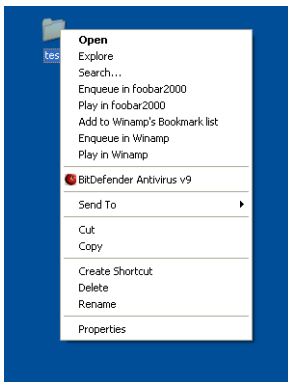 tes
Open
Explore
Search...
Enqueue in foobar2000
Play in foobar2000
Add to Winamp's Bookmark list
Enqueue in Winamp
Play in Winamp
BitDefender Antivirus v9
Send To
Cut
Copy
Create Shortcut
Delete
Rename
Properties